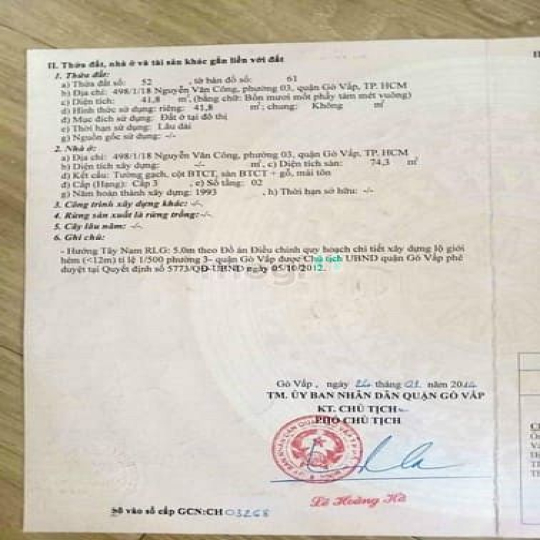 II. Thửa đất, nhà ở và tài sản khác gắn liền với đất
1. Thửa đất:
a) Thửa đất số: 52 , tờ bản đồ số: 61
b) Địa chỉ: 498/1/18 Nguyễn Văn Công, phường 03, quận Gò Vấp, TP. HCM
c) Diện tích: 41,8 m², (bằng chữ: Bốn mươi mốt phẩy tám mét vuông)
d) Hình thức sử dụng: riêng: 41,8 m²; chung: Không m²
đ) Mục đích sử dụng: Đất ở tại đô thị
e) Thời hạn sử dụng: Lâu dài
g) Nguồn gốc sử dụng: -/-
2. Nhà ở:
a) Địa chỉ: 498/1/18 Nguyễn Văn Công, phường 03, quận Gò Vấp, TP. HCM
b) Diện tích xây dựng: -/- m², c) Diện tích sàn: 74,3 m²
d) Kết cấu: Tường gạch, cột BTCT, sàn BTCT + gỗ, mái tôn
đ) Cấp (Hạng): Cấp 3 , e) Số tầng: 02
g) Năm hoàn thành xây dựng: 1993 , h) Thời hạn sở hữu: -/-
3. Công trình xây dựng khác: -/-
4. Rừng sản xuất là rừng trồng: -/-
5. Cây lâu năm: -/-
6. Ghi chú:
- Hướng Tây Nam RLG: 5.0m theo Đồ án Điều chỉnh quy hoạch chi tiết xây dựng lộ giới
hẻm (<12m) tỉ lệ 1/500 phường 3- quận Gò Vấp được Chủ tịch UBND quận Gò Vấp phê
duyệt tại Quyết định số 5773/QĐ-UBND ngày 05/10/2012.
Gò Vấp , ngày 24 tháng 01 năm 2014
TM. ỦY BAN NHÂN DÂN QUẬN GÒ VẤP
KT. CHỦ TỊCH
PHÓ CHỦ TỊCH
Lê Hoàng Hà
Số vào sổ cấp GCN:CH 03268